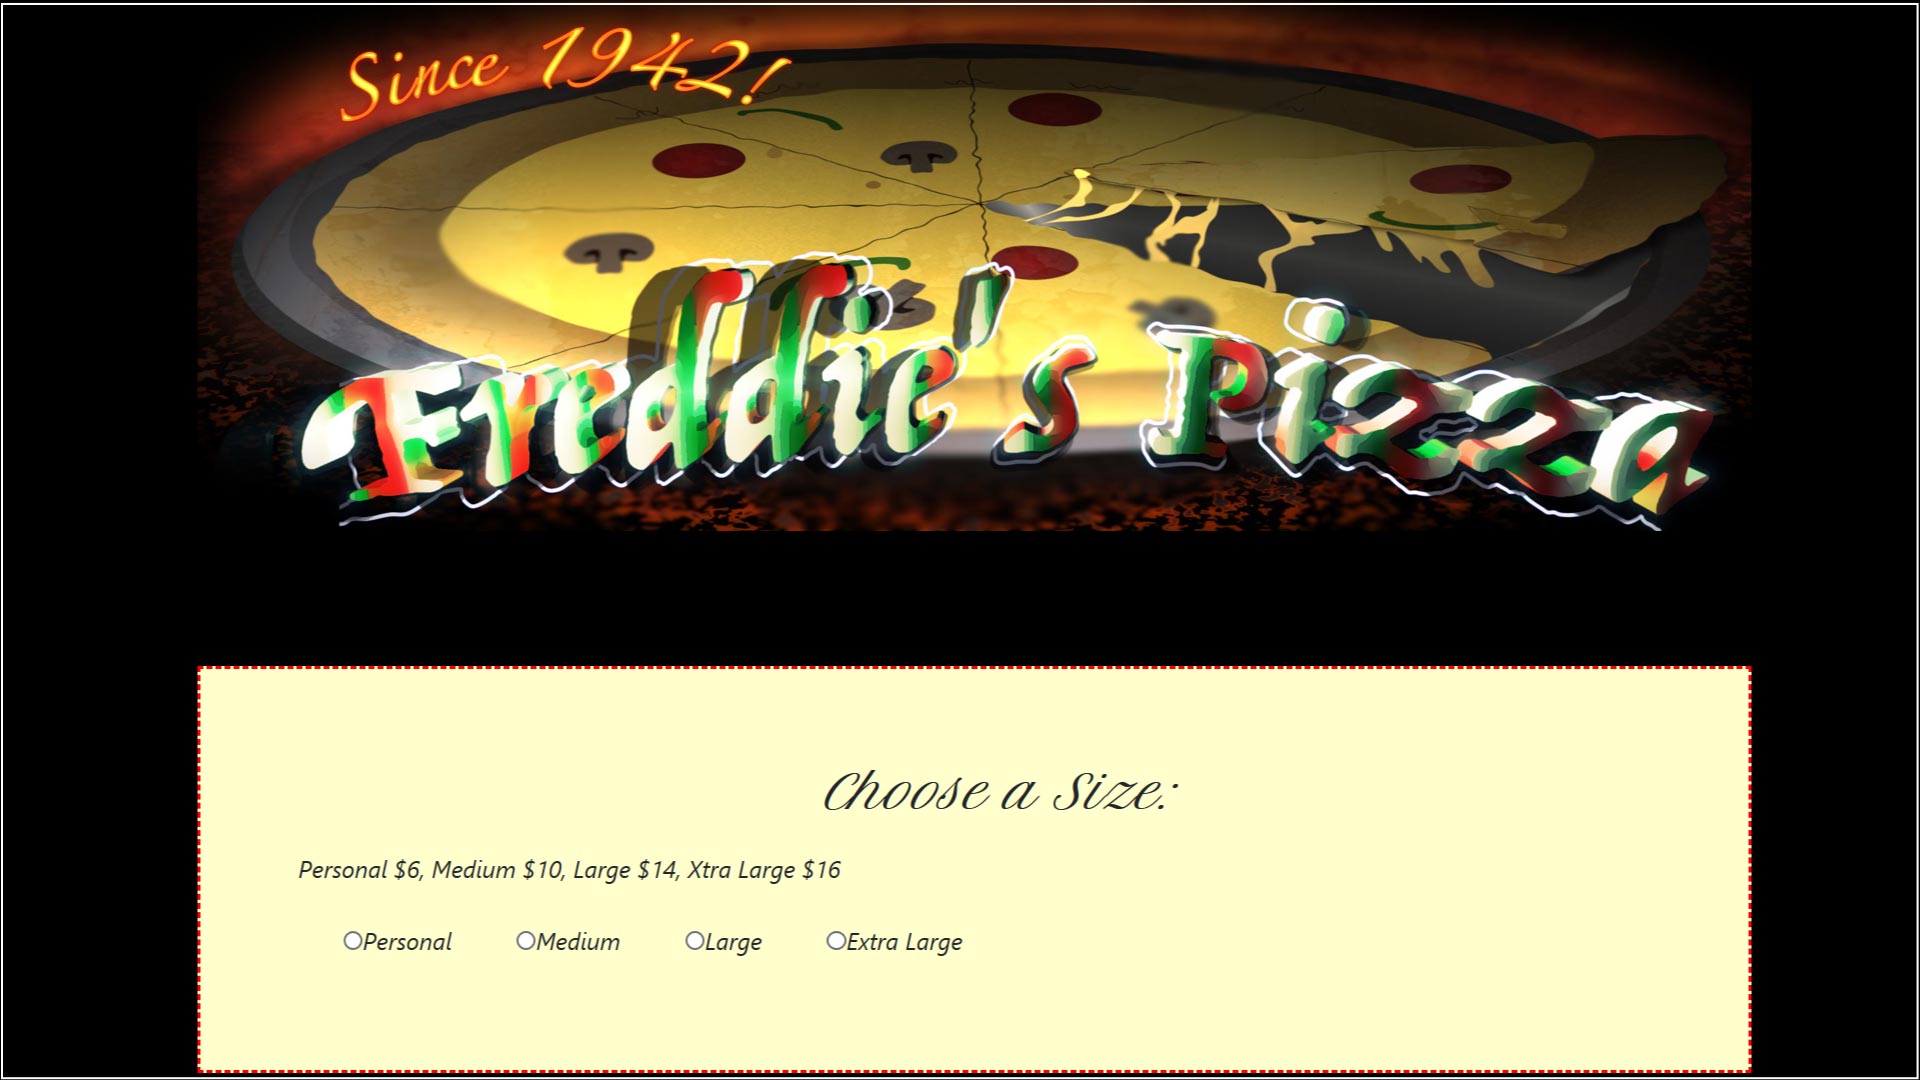 Since 1942!
Freddie's Pizza
Choose a Size:
Personal $6, Medium $10, Large $14, Xtra Large $16
Personal Medium Large Extra Large